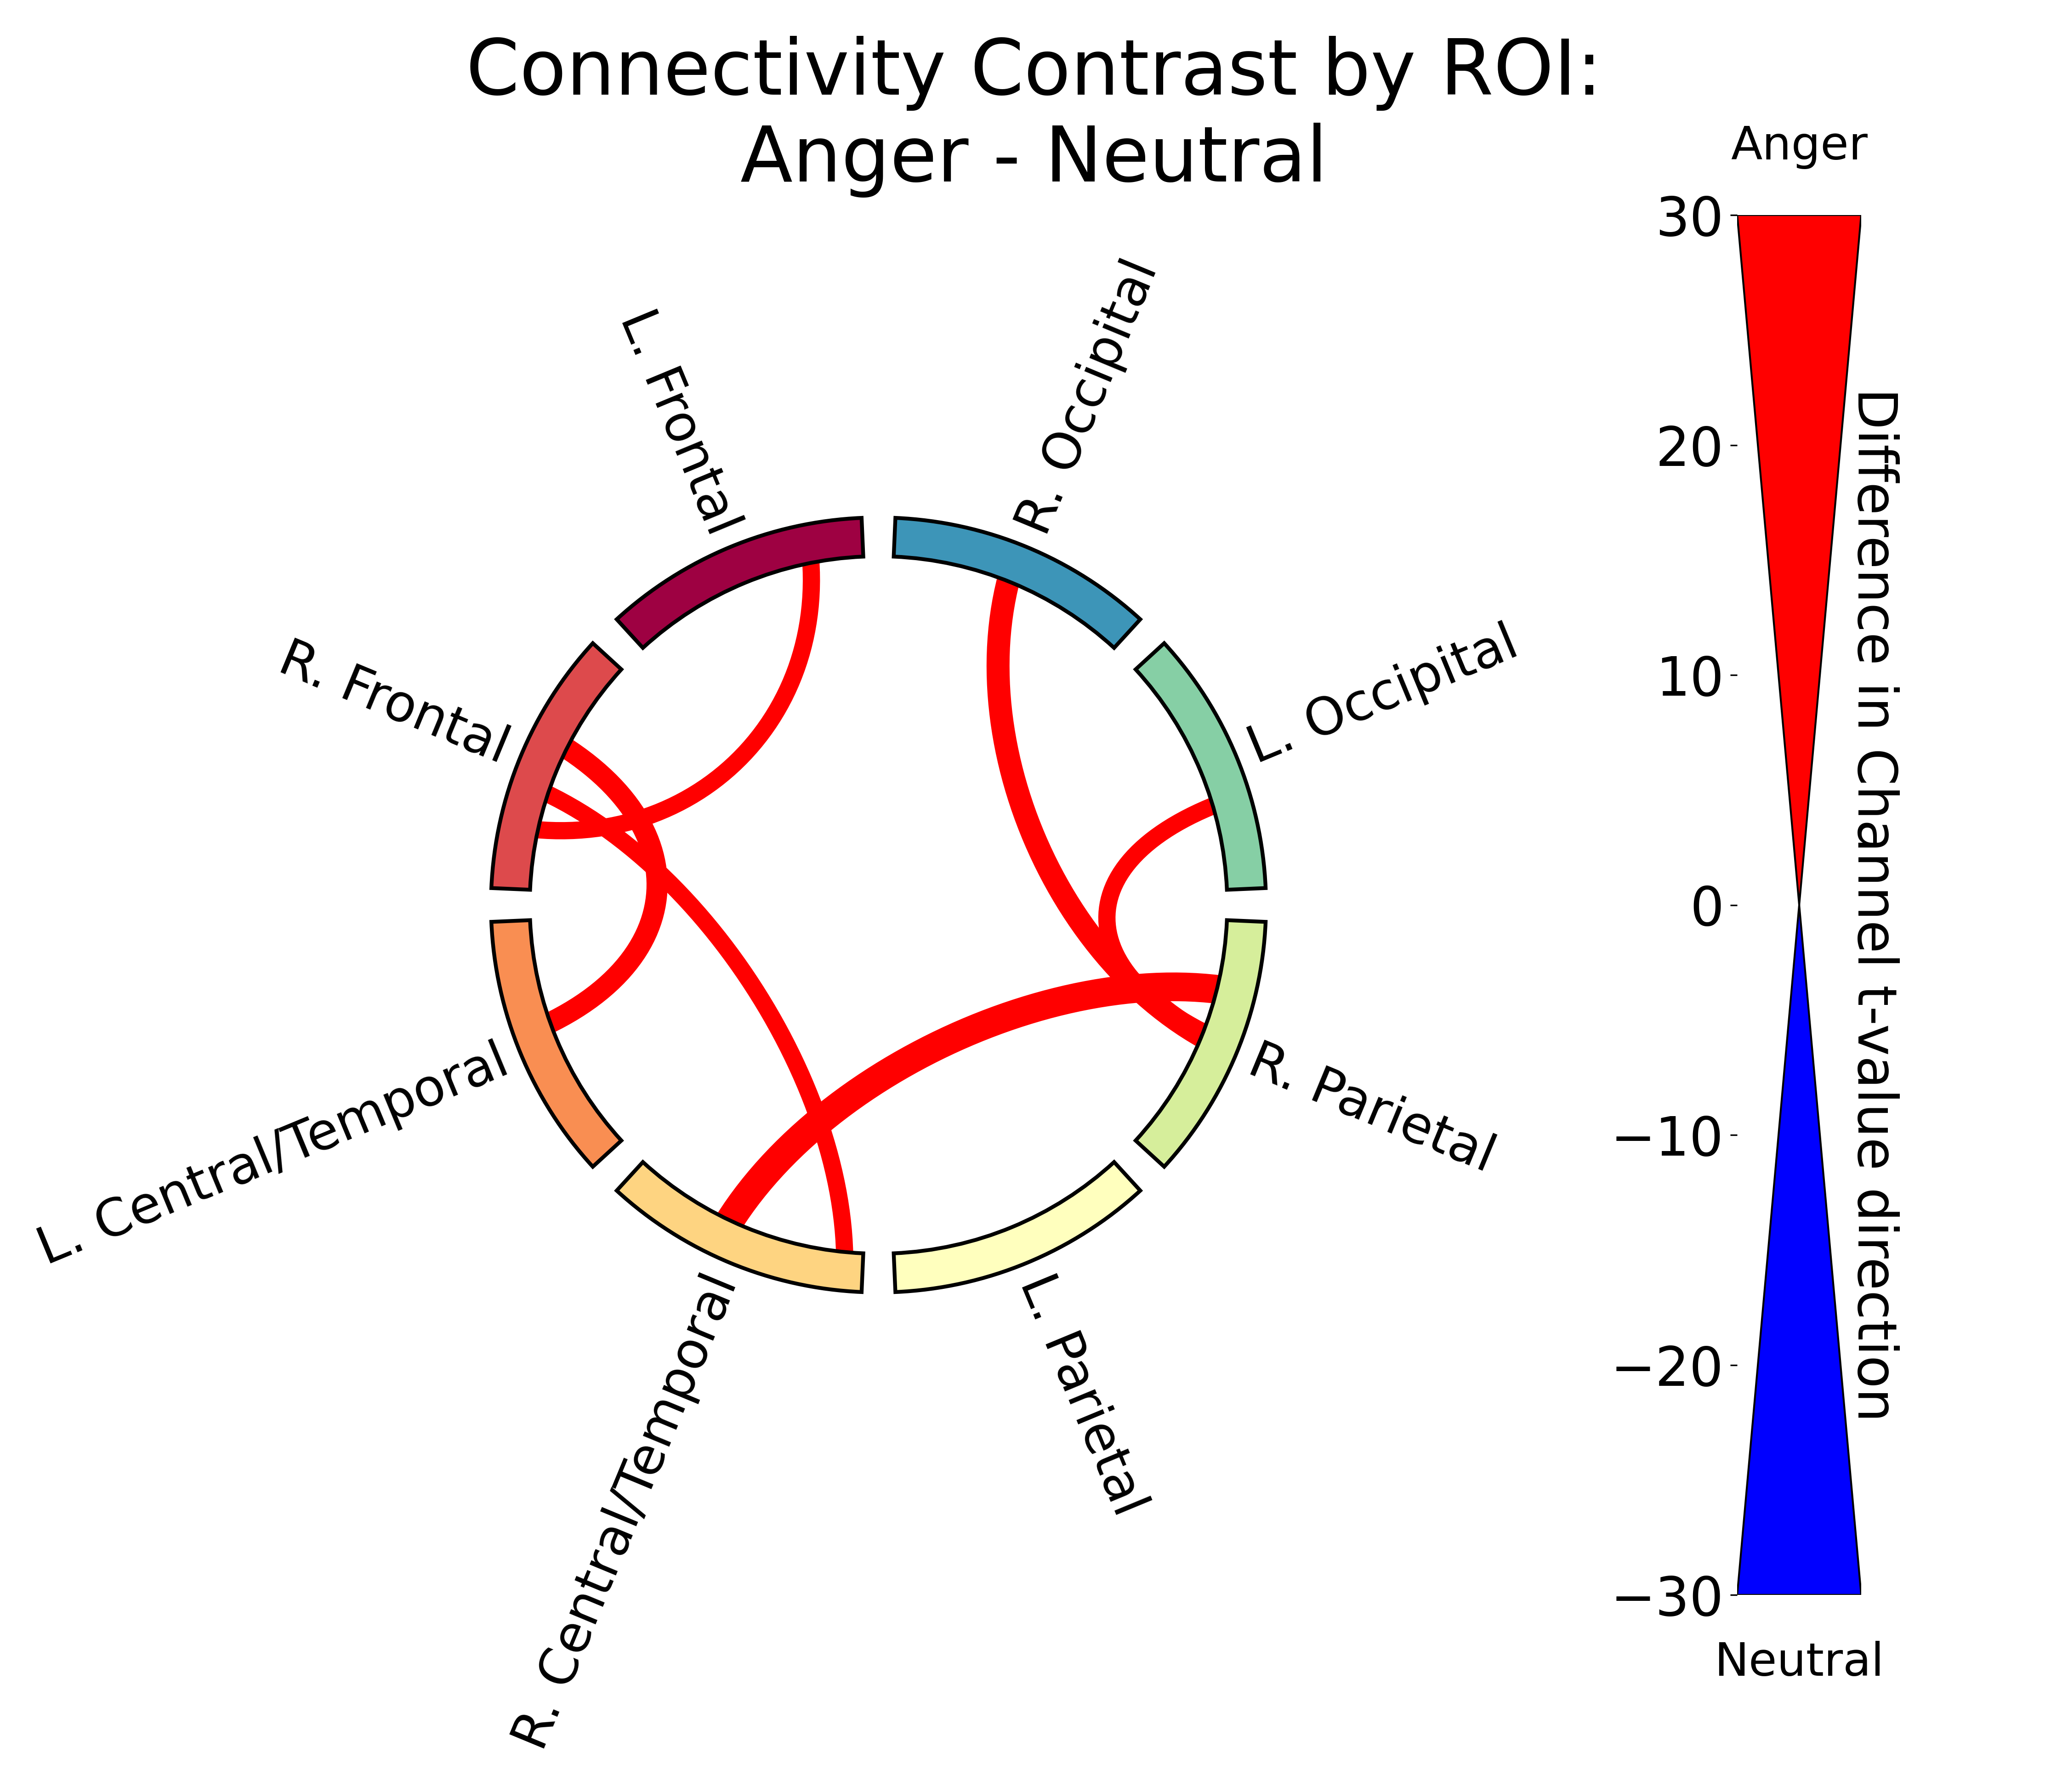 Connectivity Contrast by ROI:
Anger - Neutral
Anger
30
20
10
0
−10
−20
−30
Neutral
Difference in Channel t-value direction
L. Frontal
R. Occipital
R. Frontal
L. Occipital
L. Central/Temporal
R. Parietal
R. Central/Temporal
L. Parietal